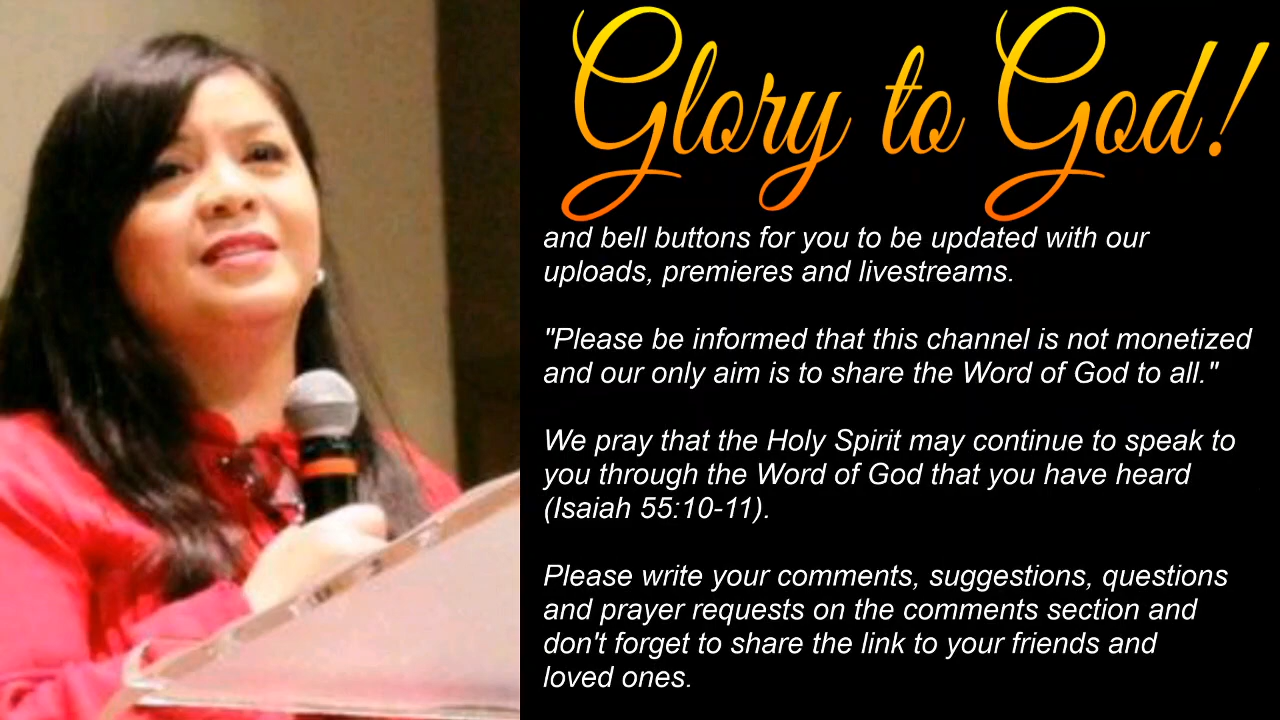 Glory to God!
and bell buttons for you to be updated with our
uploads, premieres and livestreams.
"Please be informed that this channel is not monetized
and our only aim is to share the Word of God to all."
We pray that the Holy Spirit may continue to speak to
you through the Word of God that you have heard
(Isaiah 55:10-11).
Please write your comments, suggestions, questions
and prayer requests on the comments section and
don't forget to share the link to your friends and
loved ones.